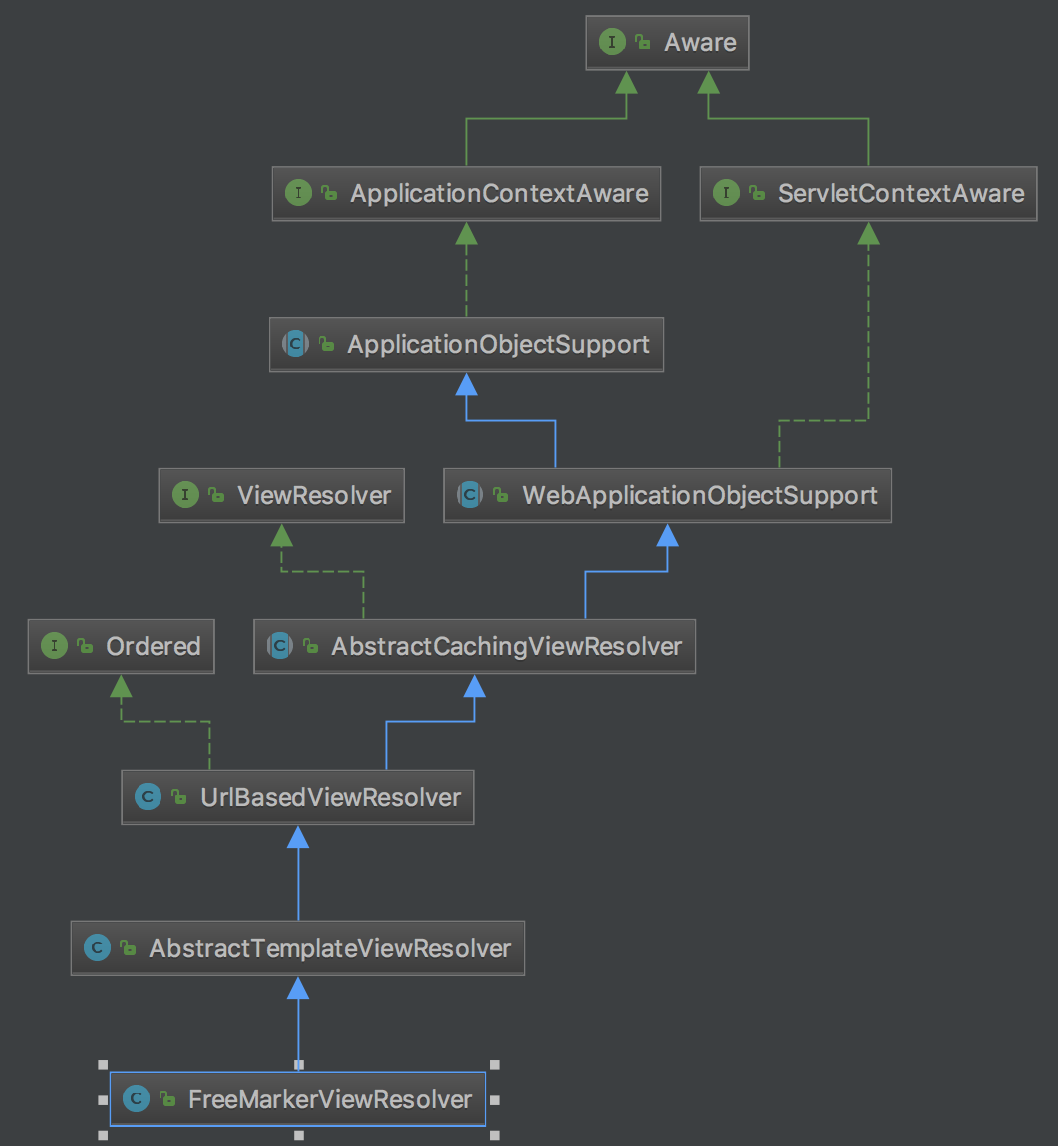 I Aware
I ApplicationContextAware
I ServletContextAware
C ApplicationObjectSupport
I ViewResolver
C WebApplicationObjectSupport
I Ordered
C AbstractCachingViewResolver
C UrlBasedViewResolver
C AbstractTemplateViewResolver
C FreeMarkerViewResolver